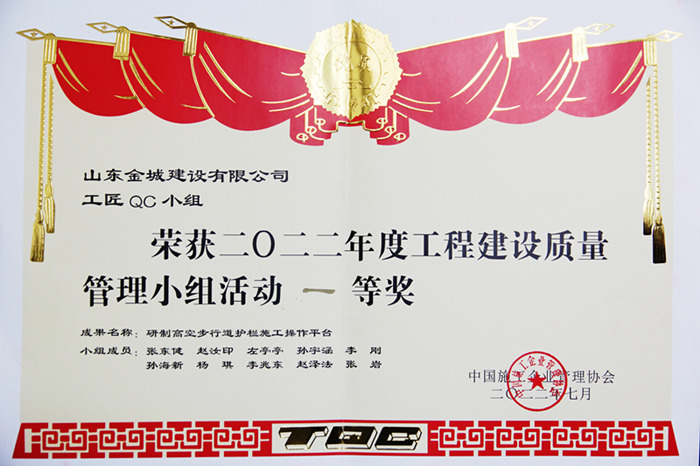 山东金城建设有限公司
工匠QC小组
荣获二〇二二年度工程建设质量
管理小组活动 一 等奖
成果名称：研制高空步行道护栏施工操作平台
小组成员：张东健 赵汝印 左亭亭 孙宇涵 李刚
孙海新 杨琪 李兆东 赵泽法 张岩
中国施工企业管理协会
二〇二二年七月
TQC